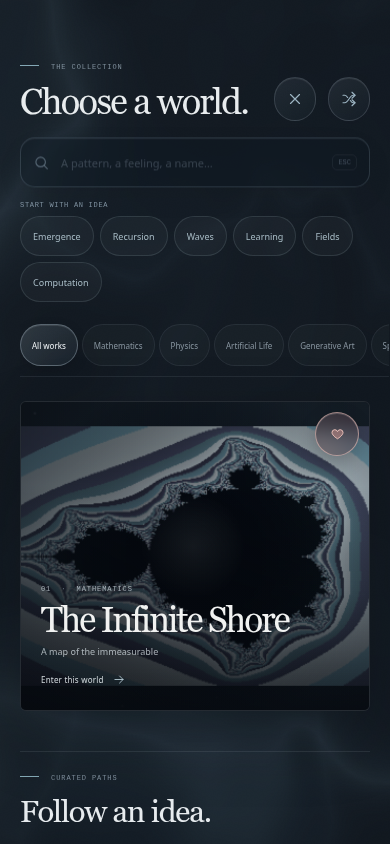 THE COLLECTION
Choose a world.
A pattern, a feeling, a name...
ESC
START WITH AN IDEA
Emergence
Recursion
Waves
Learning
Fields
Computation
All works
Mathematics
Physics
Artificial Life
Generative Art
01 · MATHEMATICS
The Infinite Shore
A map of the immeasurable
Enter this world →
CURATED PATHS
Follow an idea.